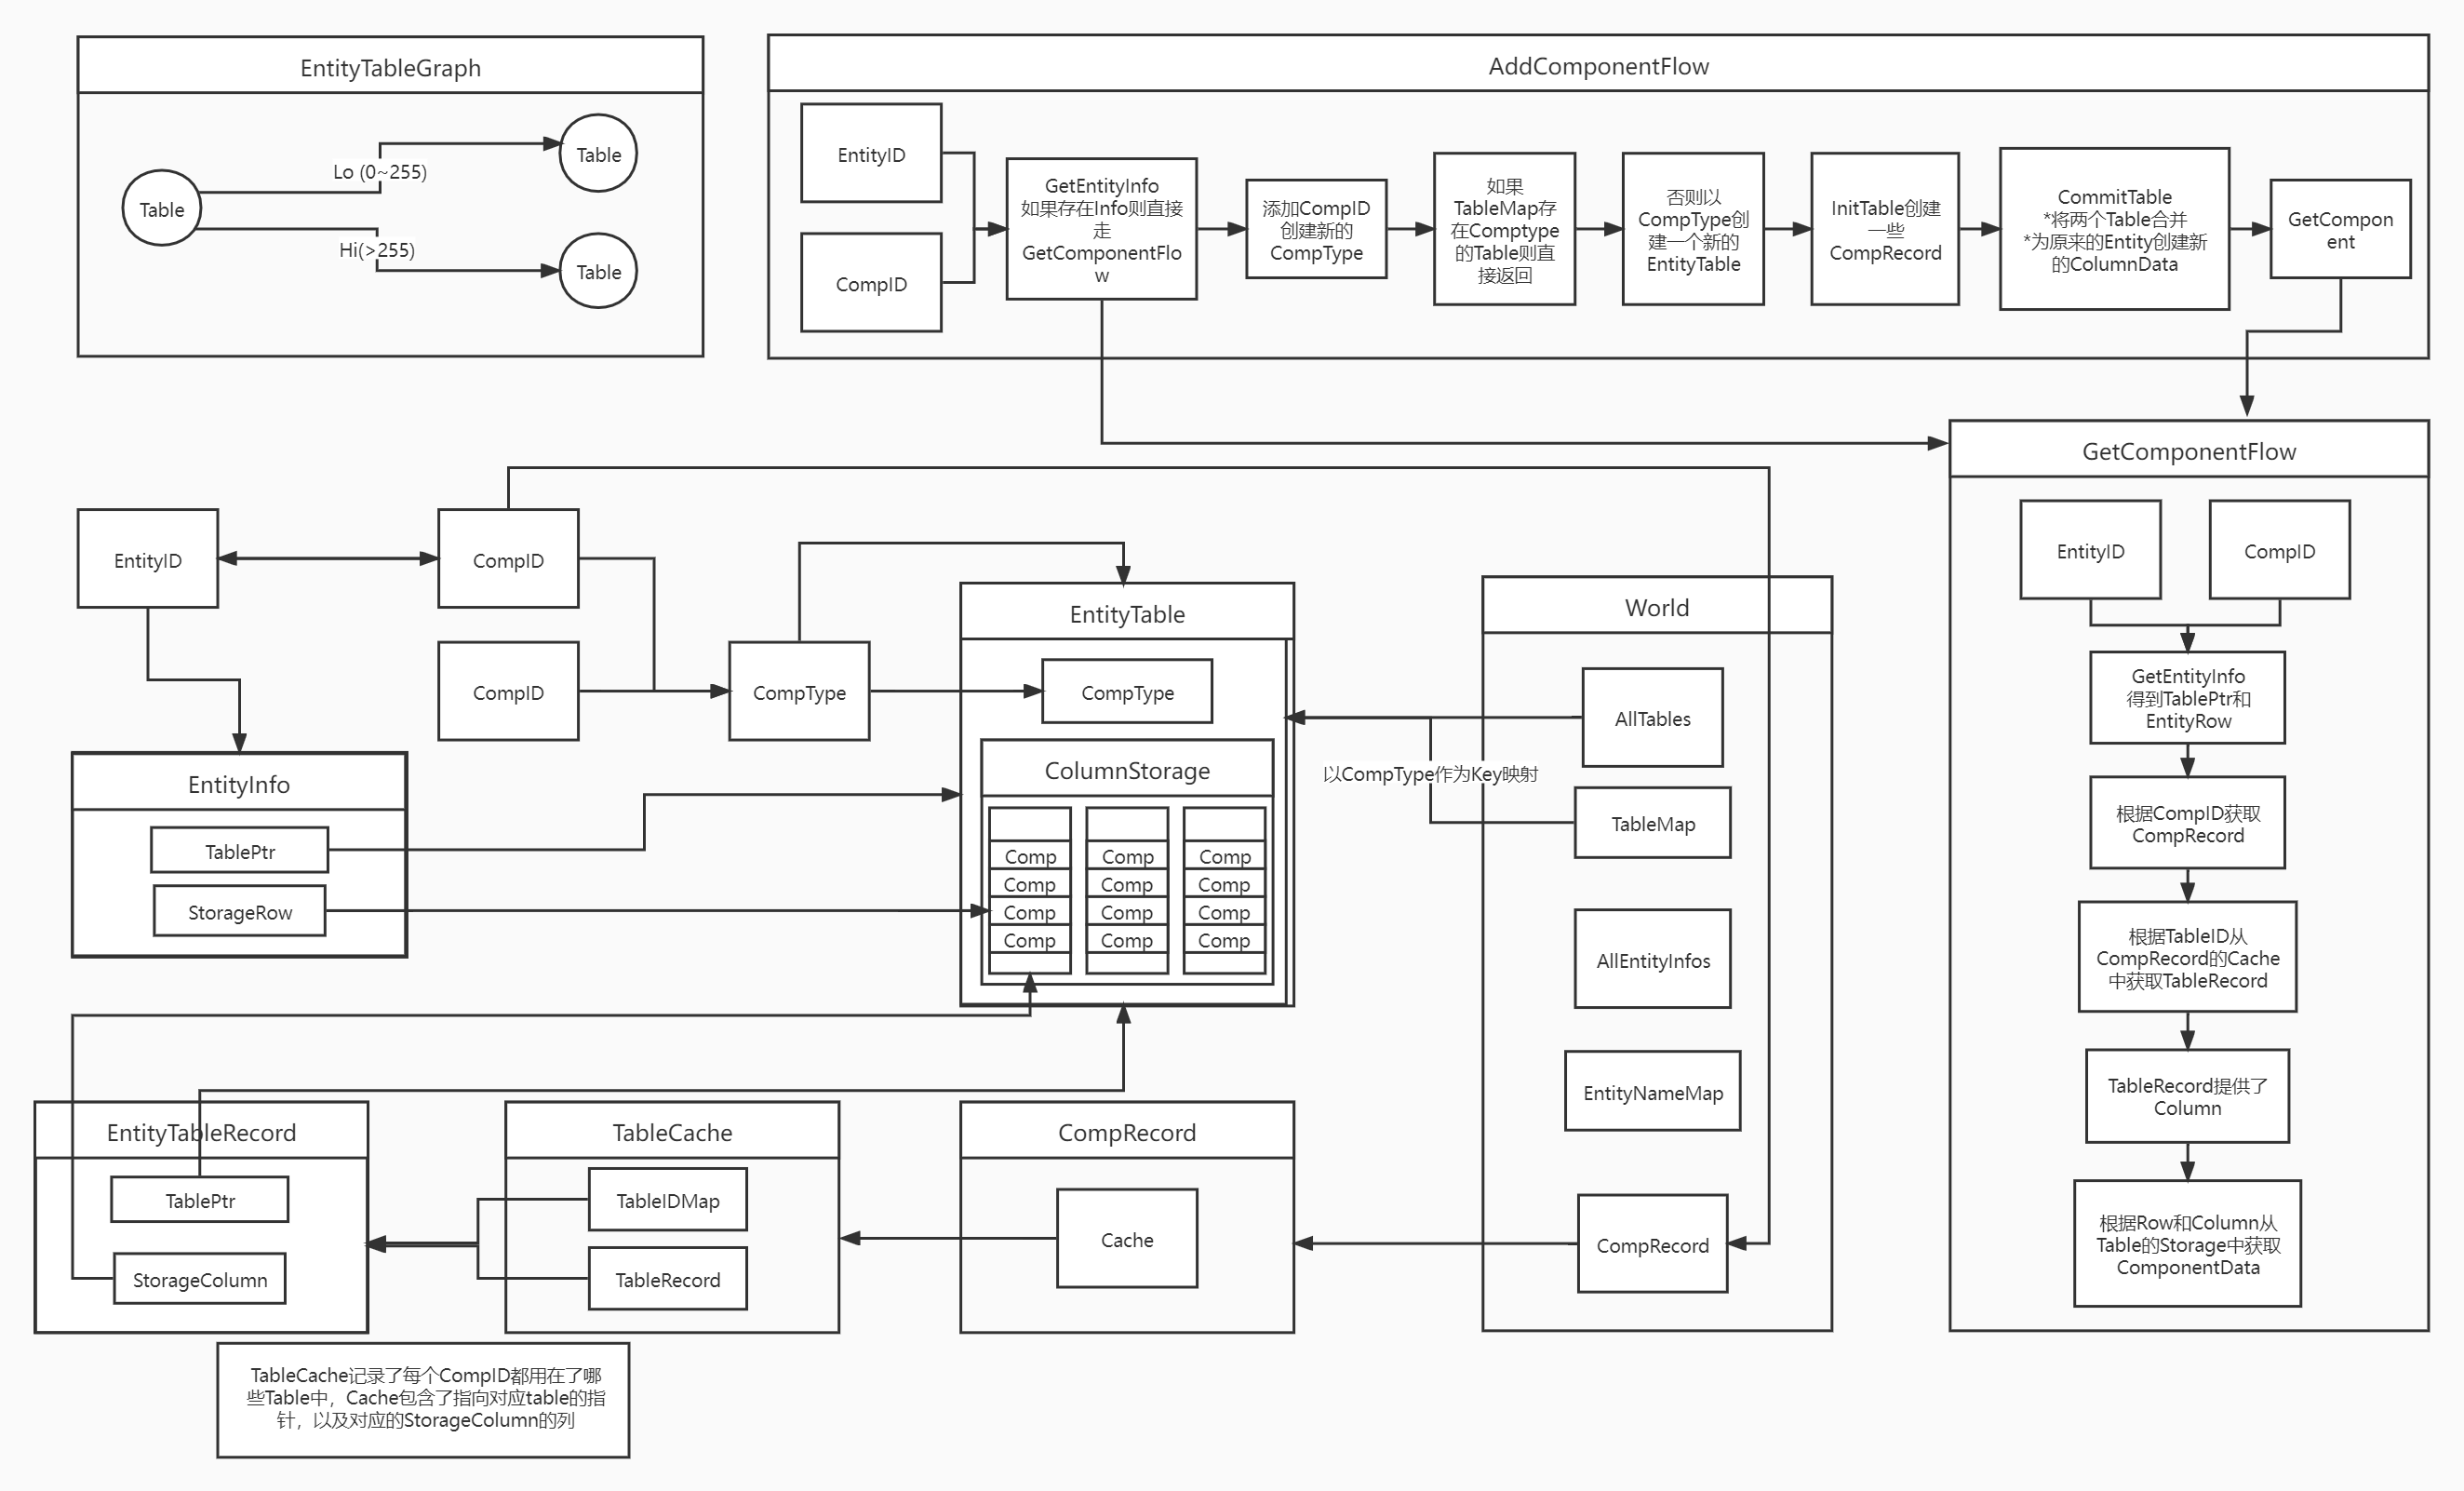 EntityTableGraph
Table
Lo (0~255)
Hi(>255)
Table
Table
AddComponentFlow
EntityID
CompID
GetEntityInfo
如果存在Info则直接
走
GetComponentFlo
w
添加CompID
创建新的
CompType
如果
TableMap存
在Comptype
的Table则直
接返回
否则以
CompType创
建一个新的
EntityTable
InitTable创建
一些
CompRecord
CommitTable
*将两个Table合并
*为原来的Entity创建新
的ColumnData
GetCompon
ent
GetComponentFlow
EntityID
CompID
GetEntityInfo
得到TablePtr和
EntityRow
根据CompID获取
CompRecord
根据TableID从
CompRecord的Cache
中获取TableRecord
TableRecord提供了
Column
根据Row和Column从
Table的Storage中获取
ComponentData
EntityID
CompID
CompID
CompType
EntityInfo
TablePtr
StorageRow
EntityTable
CompType
ColumnStorage
Comp Comp Comp
Comp Comp Comp
Comp Comp Comp
Comp Comp Comp
以CompType作为Key映射
World
AllTables
TableMap
AllEntityInfos
EntityNameMap
CompRecord
EntityTableRecord
TablePtr
StorageColumn
TableCache
TableIDMap
TableRecord
CompRecord
Cache
TableCache记录了每个CompID都用在了哪
些Table中，Cache包含了指向对应table的指
针，以及对应的StorageColumn的列